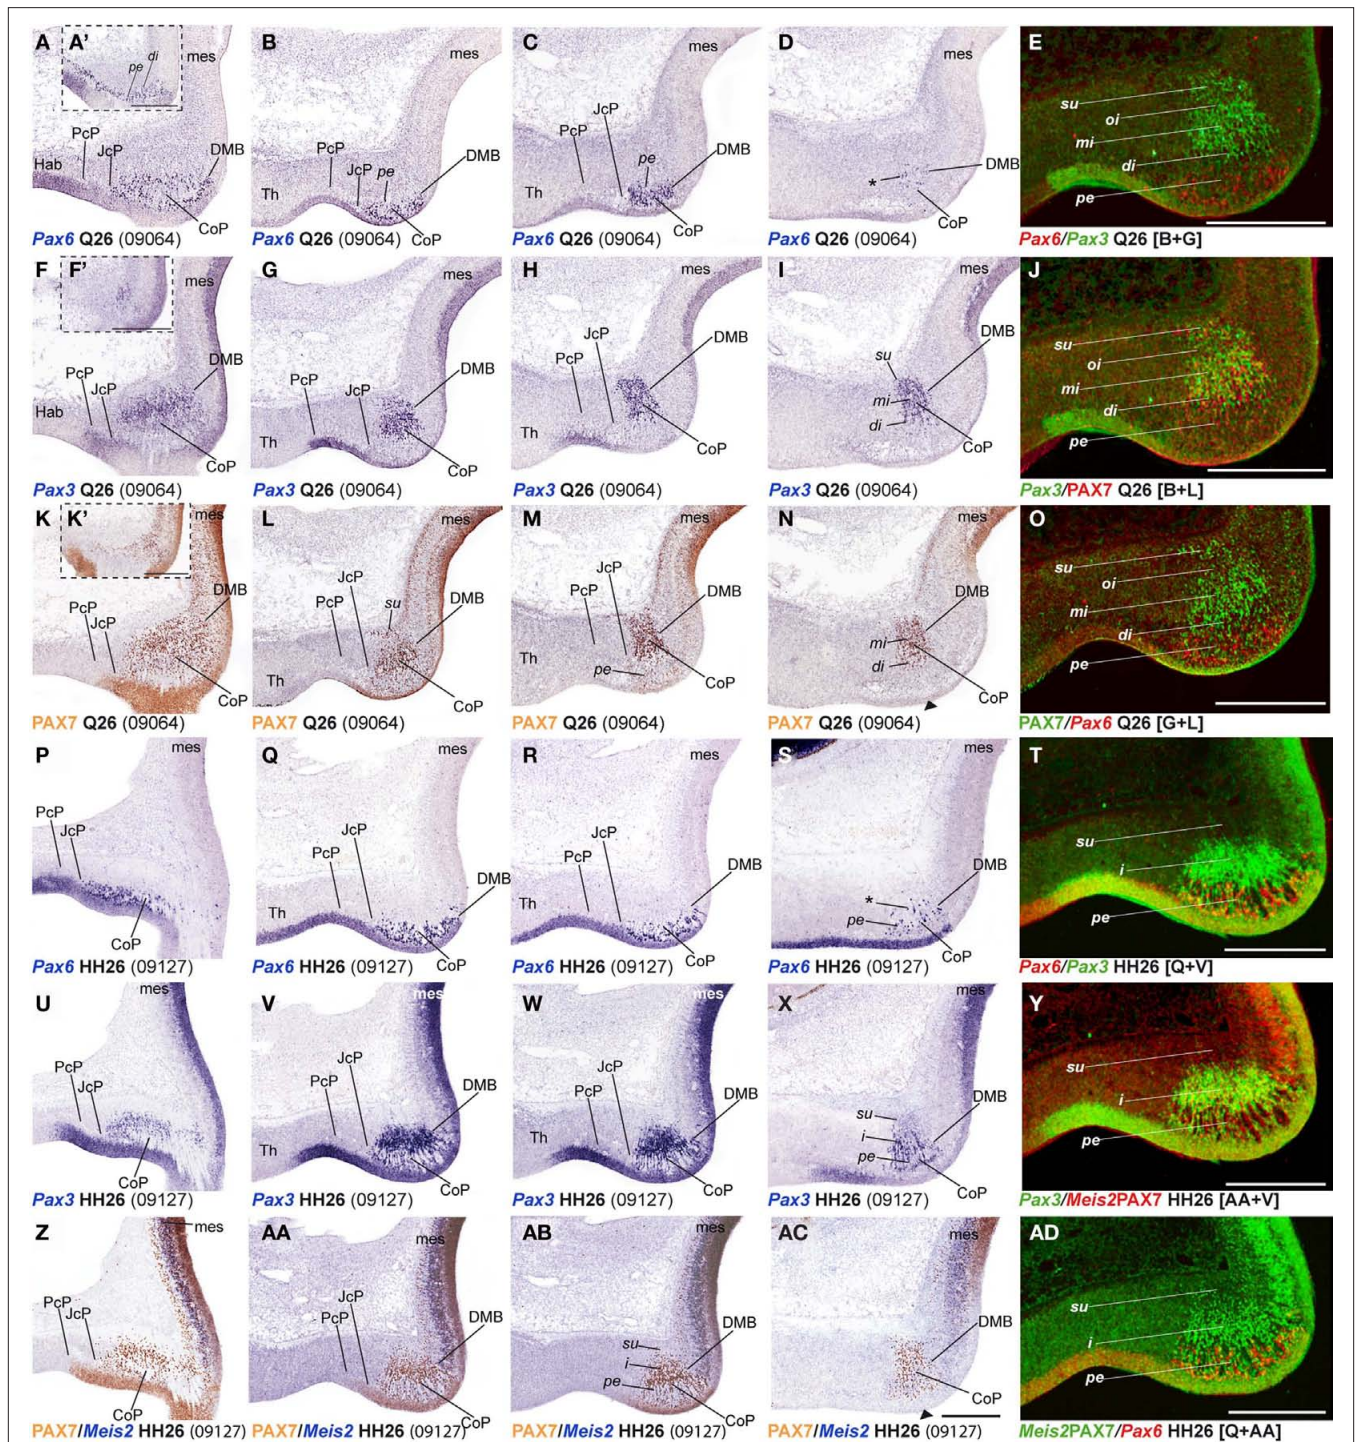 A A' di mes
pe
PcP
JcP
Hab
DMB
CoP
Pax6 Q26 (09064)
B mes
PcP
JcP pe
DMB
Th
CoP
Pax6 Q26 (09064)
C mes
JcP
PcP
pe
DMB
Th
CoP
Pax6 Q26 (09064)
D mes
DMB
*
CoP
Pax6 Q26 (09064)
E
su
oi
mi
di
pe
Pax6/Pax3 Q26 [B+G]
F F' mes
DMB
PcP
JcP
Hab
CoP
Pax3 Q26 (09064)
G mes
DMB
PcP
JcP
Th
CoP
Pax3 Q26 (09064)
H mes
JcP
DMB
PcP
Th
CoP
Pax3 Q26 (09064)
I mes
DMB
su
mi
di
CoP
Pax3 Q26 (09064)
J
su
oi
mi
di
pe
Pax3/PAX7 Q26 [B+L]
K K' mes
DMB
PcP
JcP
CoP
PAX7 Q26 (09064)
L mes
JcP
PcP su
DMB
Th
CoP
PAX7 Q26 (09064)
M mes
JcP
PcP
DMB
Th
pe
CoP
PAX7 Q26 (09064)
N mes
DMB
mi
di
CoP
PAX7 Q26 (09064)
O
su
oi
mi
di
pe
PAX7/Pax6 Q26 [G+L]
P mes
PcP
JcP
CoP
Pax6 HH26 (09127)
Q mes
JcP
PcP
DMB
Th
CoP
Pax6 HH26 (09127)
R mes
JcP
PcP
DMB
Th
CoP
Pax6 HH26 (09127)
S mes
DMB
*
pe
CoP
Pax6 HH26 (09127)
T
su
i
pe
Pax6/Pax3 HH26 [Q+V]
U mes
PcP
JcP
CoP
Pax3 HH26 (09127)
V mes
JcP
PcP
DMB
Th
CoP
Pax3 HH26 (09127)
W mes
JcP
PcP
DMB
Th
CoP
Pax3 HH26 (09127)
X mes
DMB
su
i
pe
CoP
Pax3 HH26 (09127)
Y
su
i
pe
Pax3/Meis2PAX7 HH26 [AA+V]
Z mes
PcP
JcP
CoP
PAX7/Meis2 HH26 (09127)
AA mes
JcP
PcP
DMB
CoP
PAX7/Meis2 HH26 (09127)
AB mes
DMB
su
i
pe
CoP
PAX7/Meis2 HH26 (09127)
AC mes
DMB
CoP
PAX7/Meis2 HH26 (09127)
AD
su
i
pe
Meis2PAX7/Pax6 HH26 [Q+AA]